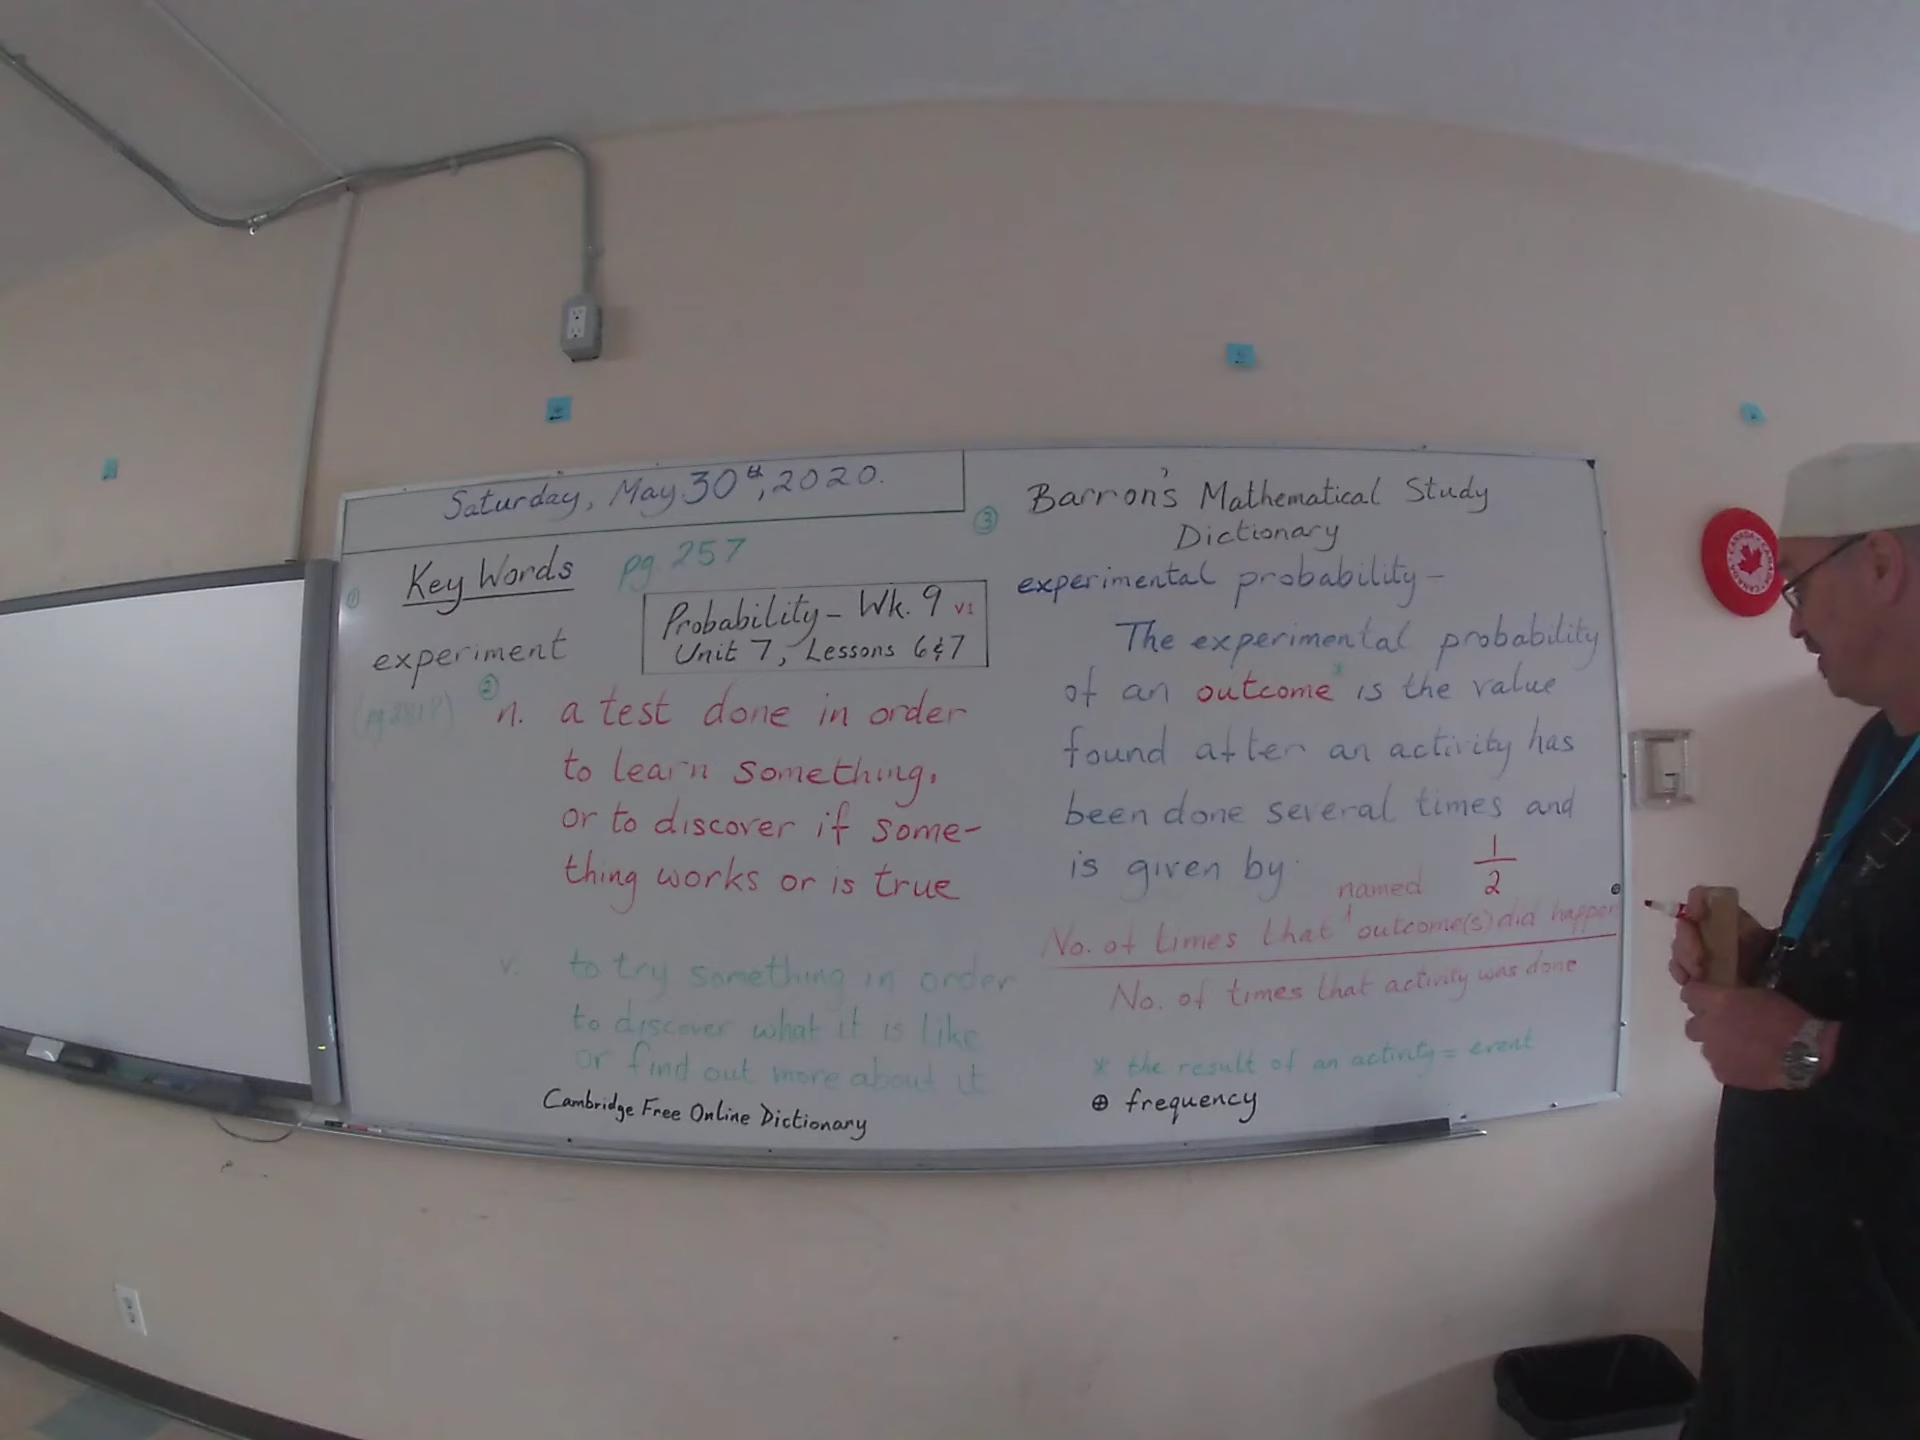 Saturday, May 30th, 2020.
① Key Words pg. 257
Probability - Wk. 9 v1
Unit 7, Lessons 6&7
experiment
② n. a test done in order
to learn something,
or to discover if some-
thing works or is true
v. to try something in order
to discover what it is like
or find out more about it
Cambridge Free Online Dictionary
③ Barron's Mathematical Study
Dictionary
experimental probability -
The experimental probability
of an outcome* is the value
found after an activity has
been done several times and
is given by
1
2
named
No. of times that ^ outcome(s) did happen ⊕
No. of times that activity was done
* the result of an activity = event
⊕ frequency
CANADA